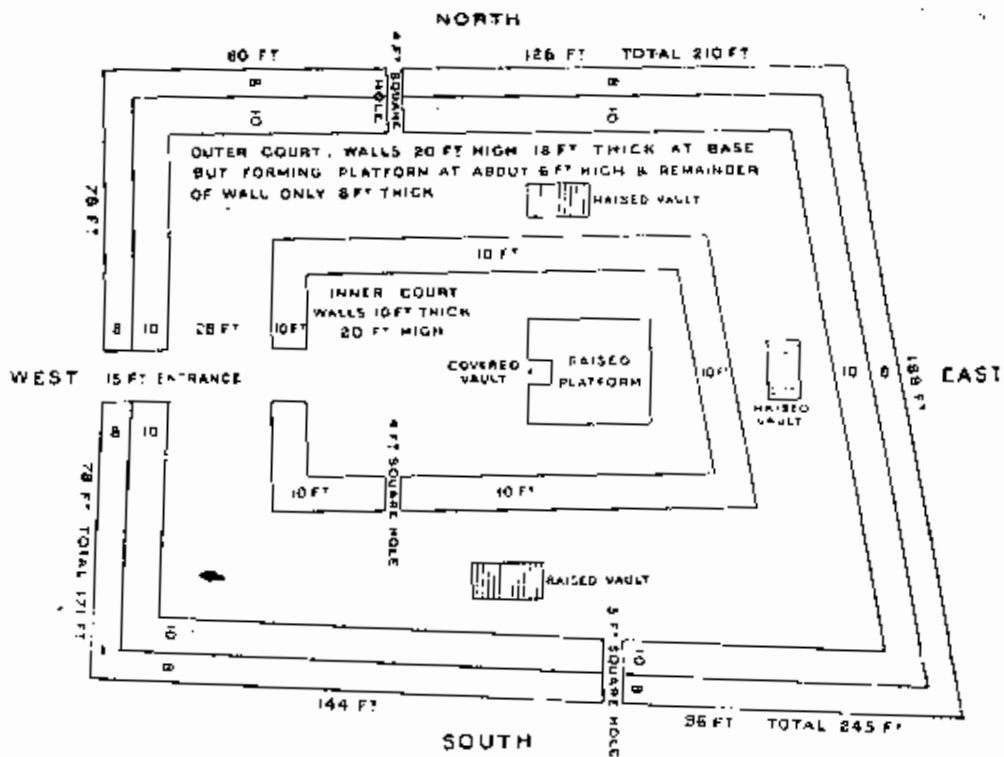 NORTH
80 FT
4 FT SQUARE HOLE
126 FT TOTAL 210 FT
8
8
10
10
OUTER COURT, WALLS 20 FT HIGH 18 FT THICK AT BASE
BUT FORMING PLATFORM AT ABOUT 6 FT HIGH & REMAINDER
OF WALL ONLY 8 FT THICK
RAISED VAULT
78 FT
10 FT
INNER COURT
WALLS 10 FT THICK
20 FT HIGH
8
10
28 FT
10 FT
WEST
15 FT ENTRANCE
COVERED
VAULT
RAISED
PLATFORM
10 FT
RAISED
VAULT
10
8
188 FT
EAST
8
10
78 FT TOTAL 171 FT
10 FT
4 FT SQUARE HOLE
10 FT
RAISED VAULT
10
8
5 FT SQUARE HOLE
10
8
144 FT
96 FT TOTAL 245 FT
SOUTH